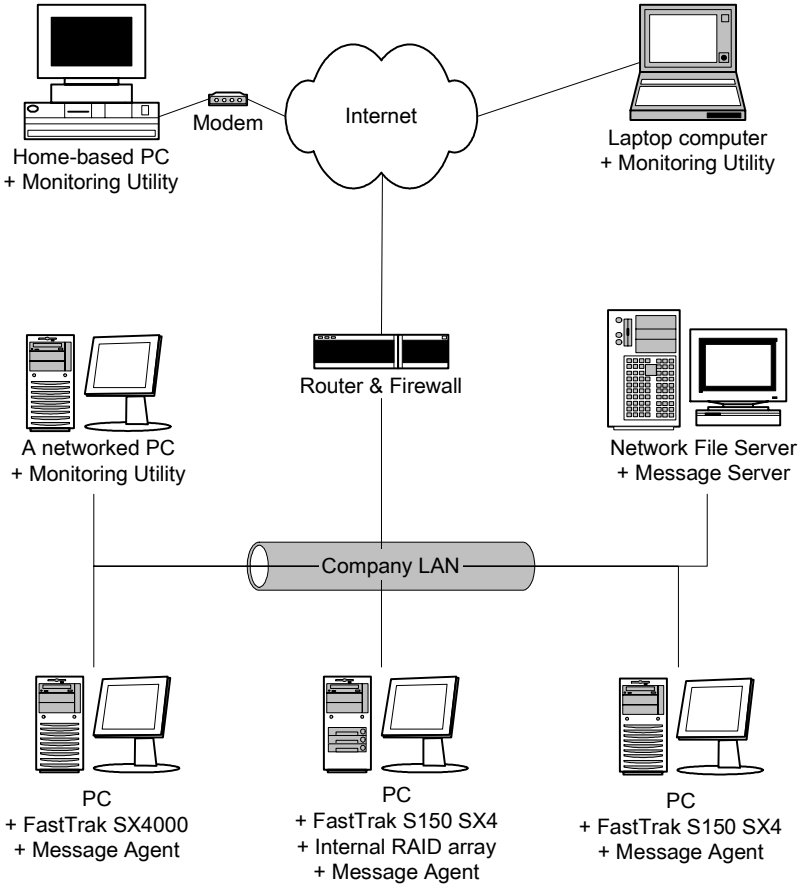 Internet
Modem
Home-based PC
+ Monitoring Utility
Laptop computer
+ Monitoring Utility
Router & Firewall
A networked PC
+ Monitoring Utility
Network File Server
+ Message Server
Company LAN
PC
+ FastTrak SX4000
+ Message Agent
PC
+ FastTrak S150 SX4
+ Internal RAID array
+ Message Agent
PC
+ FastTrak S150 SX4
+ Message Agent